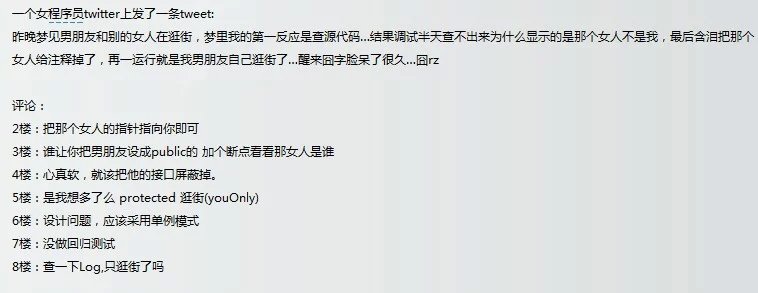 一个女程序员twitter上发了一条tweet:
昨晚梦见男朋友和别的女人在逛街，梦里我的第一反应是查源代码...结果调试半天查不出来为什么显示的是那个女人不是我，最后含泪把那个
女人给注释掉了，再一运行就是我男朋友自己逛街了...醒来囧字脸呆了很久...囧rz
评论：
2楼：把那个女人的指针指向你即可
3楼：谁让你把男朋友设成public的 加个断点看看那女人是谁
4楼：心真软，就该把他的接口屏蔽掉。
5楼：是我想多了么 protected 逛街(youOnly)
6楼：设计问题，应该采用单例模式
7楼：没做回归测试
8楼：查一下Log,只逛街了吗